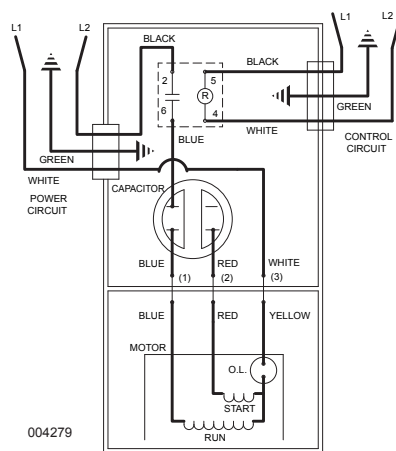 L1
L2
L1
L2
BLACK
BLACK
2
5
R
6
4
GREEN
WHITE
BLUE
CONTROL
CIRCUIT
GREEN
WHITE
POWER
CIRCUIT
CAPACITOR
BLUE
RED
WHITE
(1)
(2)
(3)
BLUE
RED
YELLOW
MOTOR
O.L.
START
RUN
004279